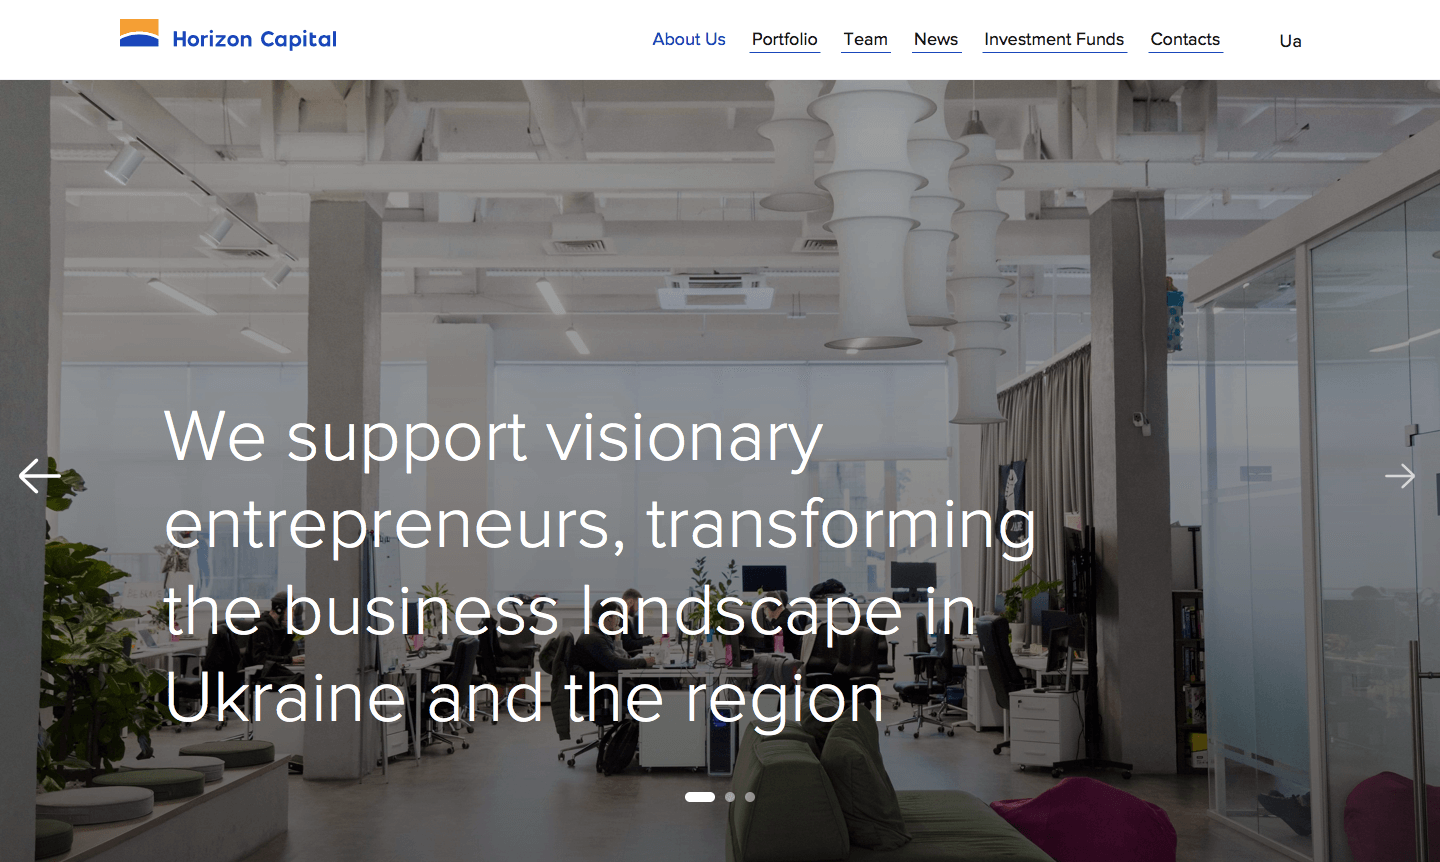 Horizon Capital
About Us Portfolio Team News Investment Funds Contacts Ua
We support visionary
entrepreneurs, transforming
the business landscape in
Ukraine and the region